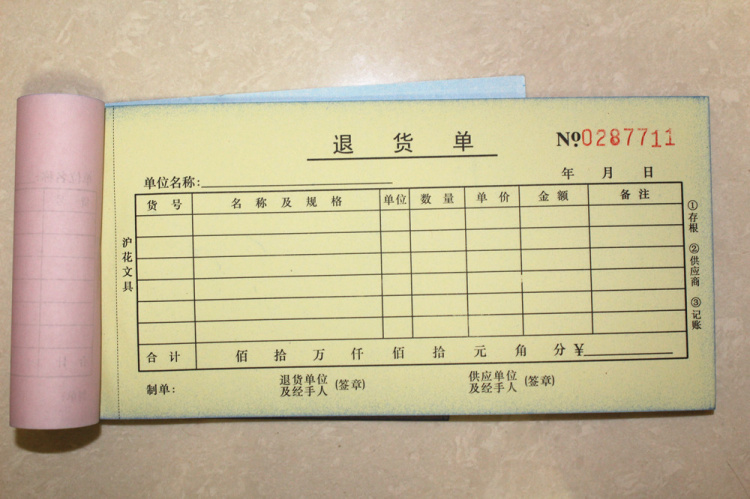 退 货 单
№ 0287711
单位名称:
年 月 日
货 号 名 称 及 规 格 单位 数 量 单 价 金 额 备 注
沪花文具
①存根 ②供应商 ③记账
合 计 佰 拾 万 仟 佰 拾 元 角 分 ¥
制单: 退货单位及经手人 (签章) 供应单位及经手人 (签章)